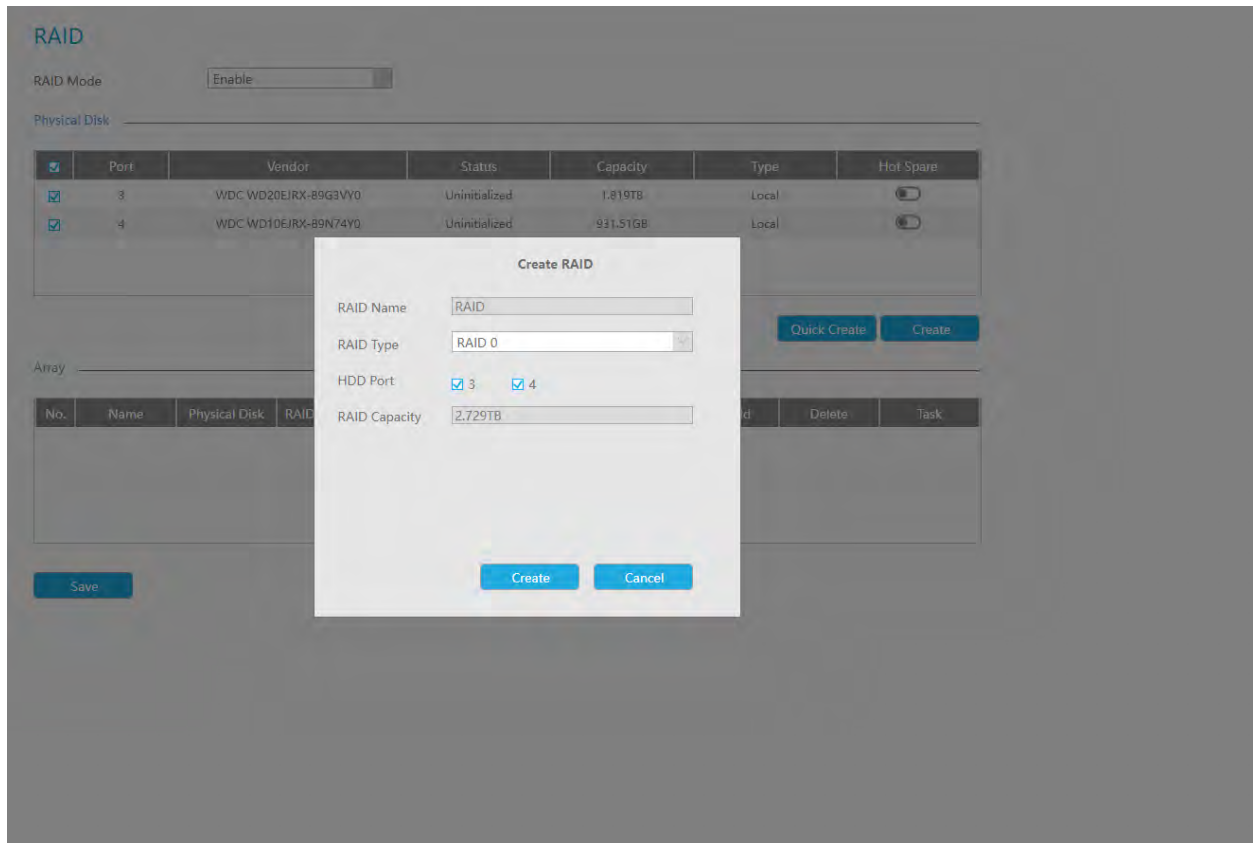 RAID
RAID Mode Enable
Physical Disk
Port Vendor Status Capacity Type Hot Spare
3 WDC WD20EJRX-89G3VY0 Uninitialized 1.819TB Local
4 WDC WD10EJRX-89N74Y0 Uninitialized 931.51GB Local
Create RAID
RAID Name RAID
RAID Type RAID 0
HDD Port 3 4
RAID Capacity 2.729TB
Create Cancel
Quick Create Create
Array
No. Name Physical Disk RAID Delete Task
Save